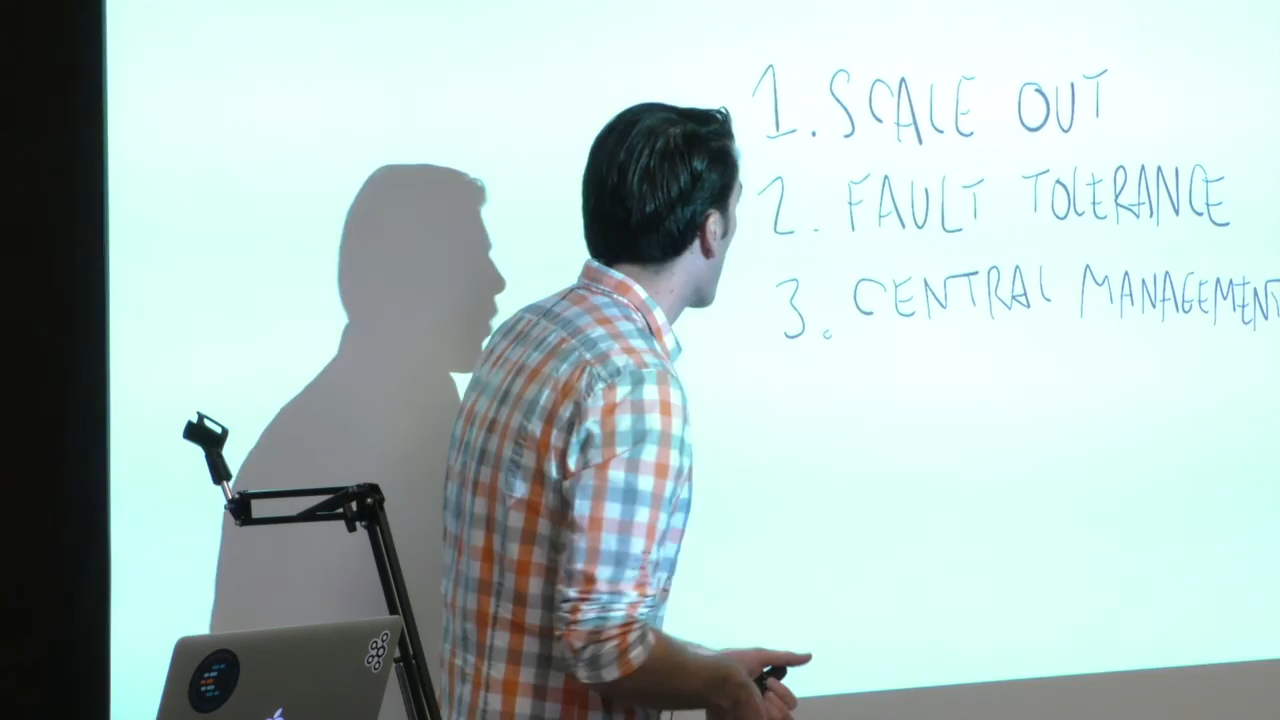 1. SCALE OUT
2. FAULT TOLERANCE
3. CENTRAL MANAGEMENT